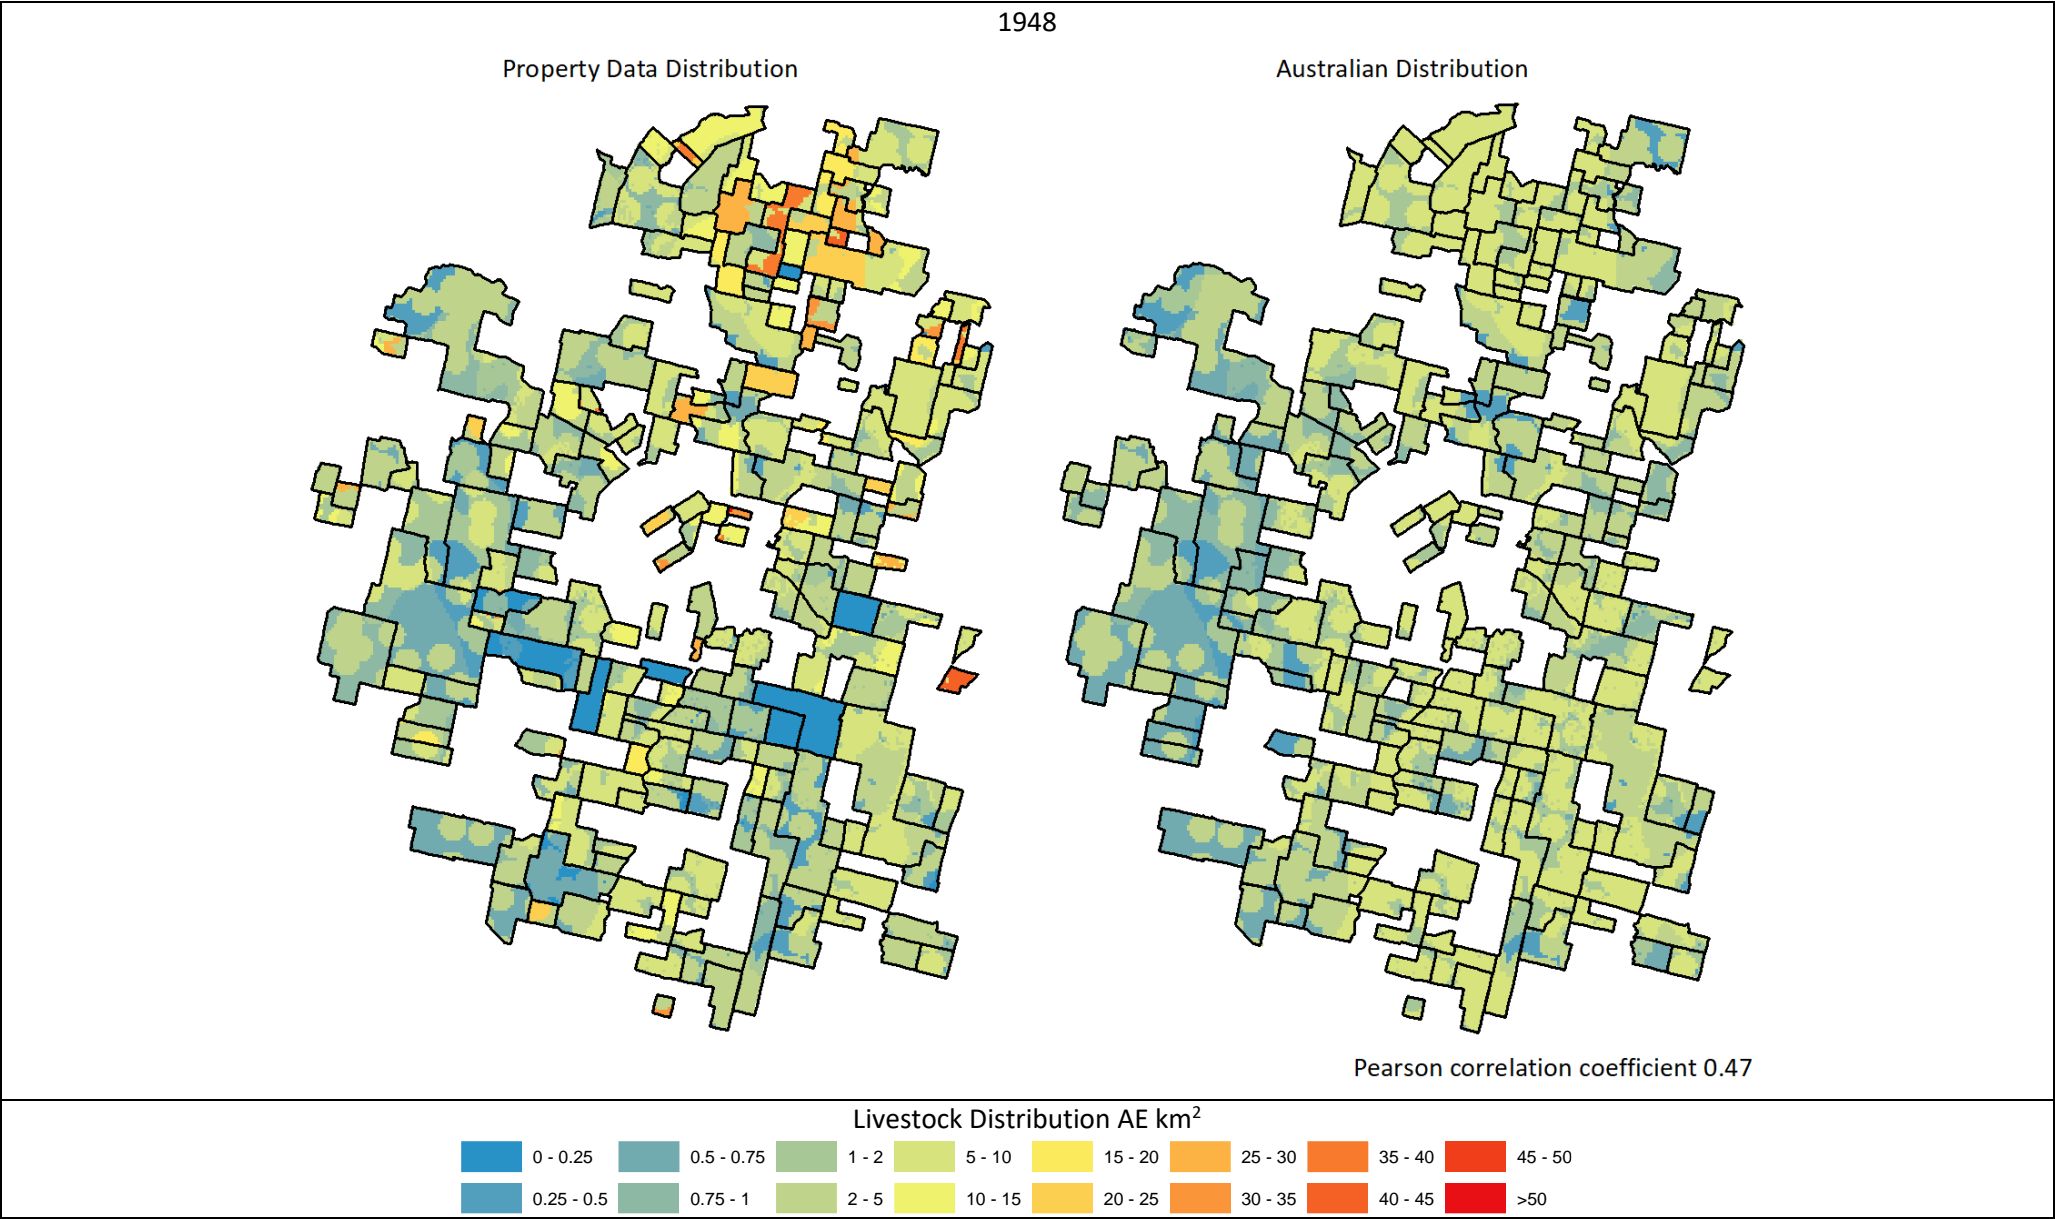 1948
Property Data Distribution
Australian Distribution
Pearson correlation coefficient 0.47
Livestock Distribution AE km²
0 - 0.25
0.5 - 0.75
1 - 2
5 - 10
15 - 20
25 - 30
35 - 40
45 - 50
0.25 - 0.5
0.75 - 1
2 - 5
10 - 15
20 - 25
30 - 35
40 - 45
>50